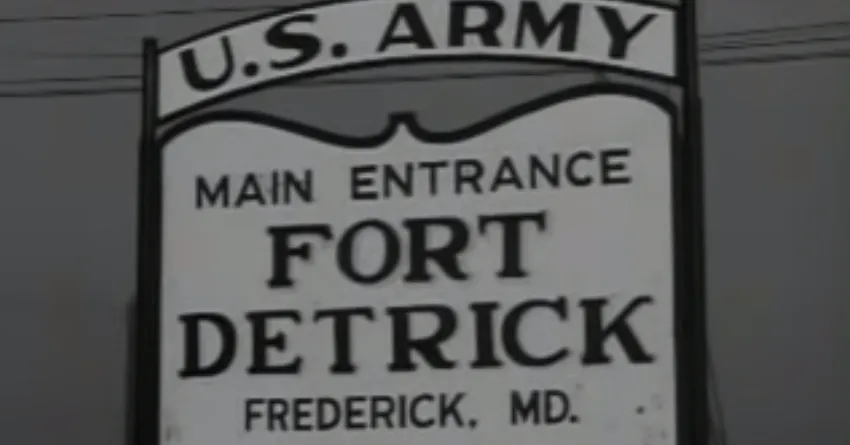 U.S. ARMY
MAIN ENTRANCE
FORT
DETRICK
FREDERICK, MD.